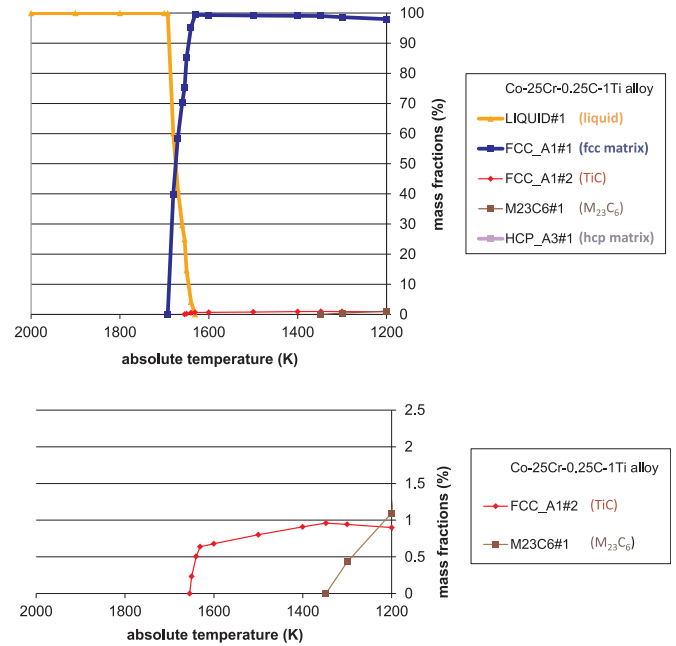 100
90
80
70
60
50
40
30
20
10
0
mass fractions (%)
2000 1800 1600 1400 1200
absolute temperature (K)
Co-25Cr-0.25C-1Ti alloy
LIQUID#1 (liquid)
FCC_A1#1 (fcc matrix)
FCC_A1#2 (TiC)
M23C6#1 (M₂₃C₆)
HCP_A3#1 (hcp matrix)
2.5
2
1.5
1
0.5
0
mass fractions (%)
2000 1800 1600 1400 1200
absolute temperature (K)
Co-25Cr-0.25C-1Ti alloy
FCC_A1#2 (TiC)
M23C6#1 (M₂₃C₆)